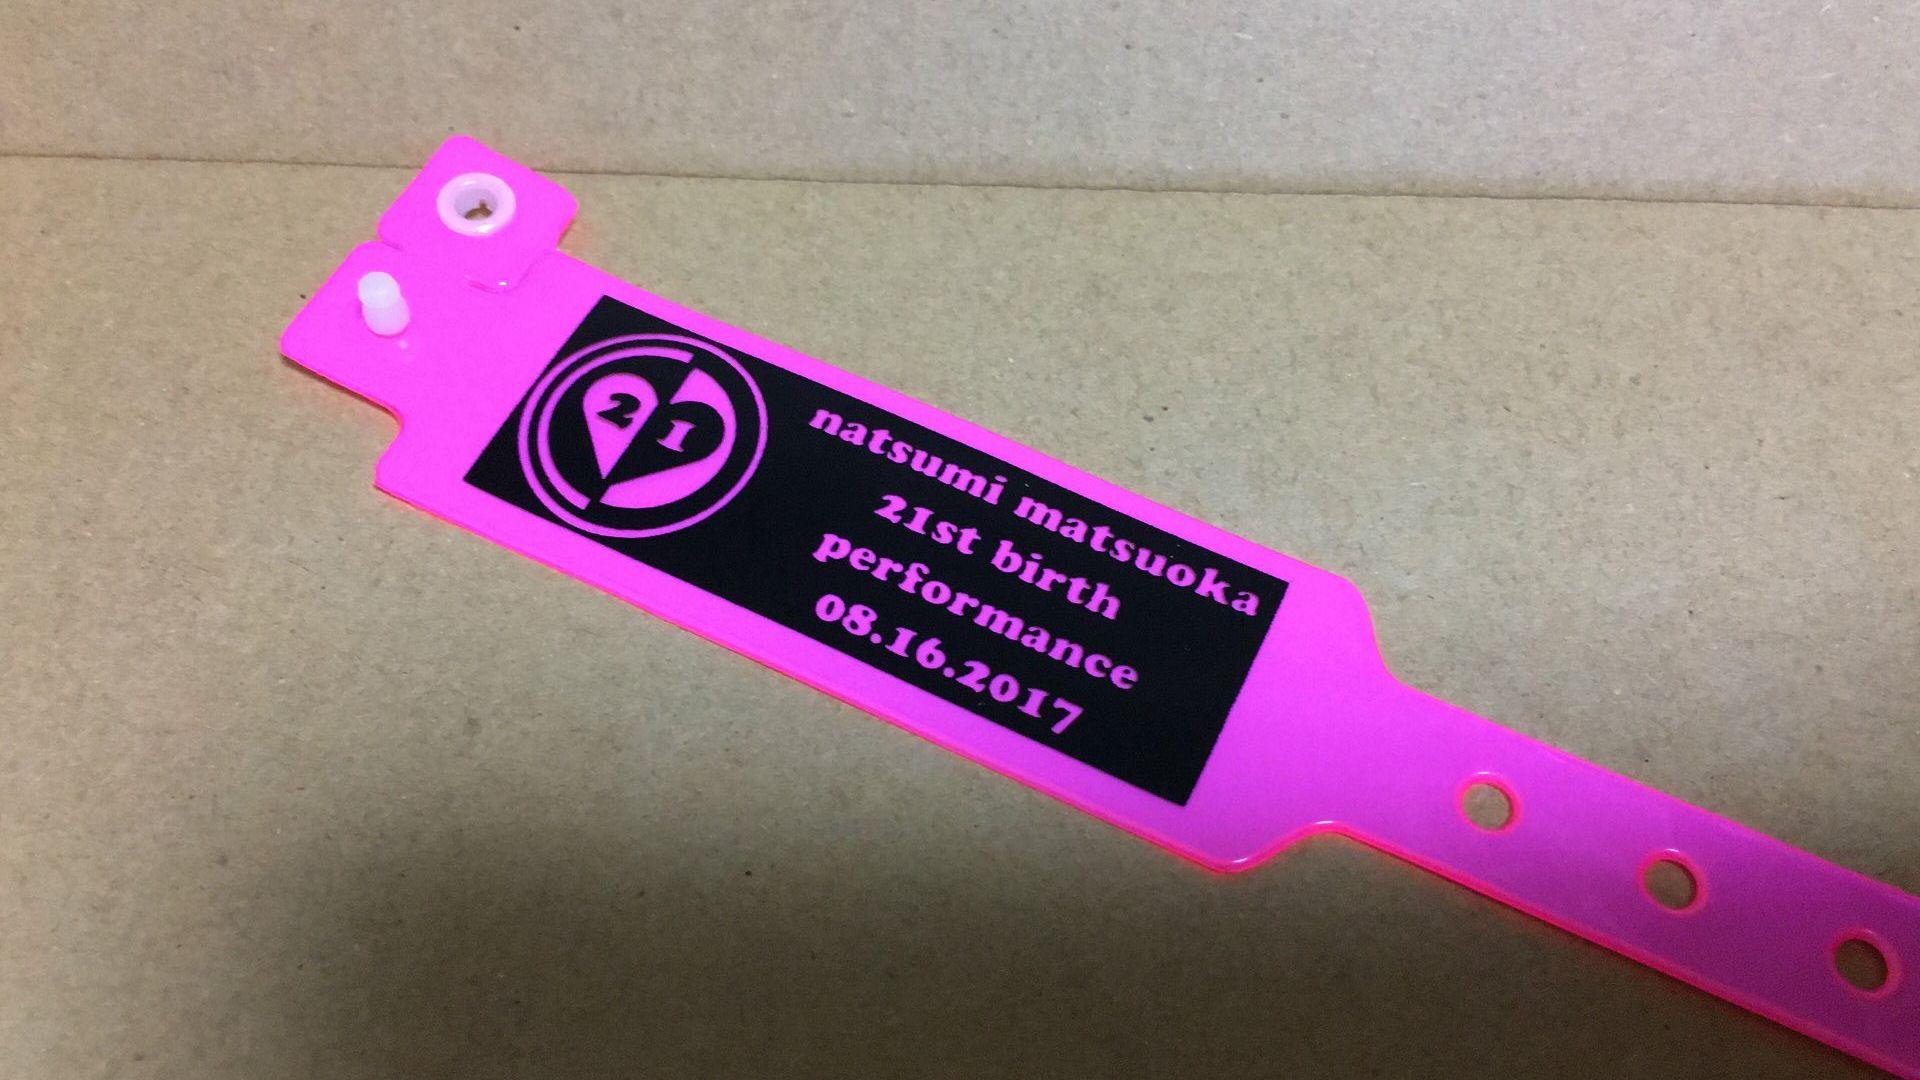 21
natsumi matsuoka
21st birth
performance
08.16.2017